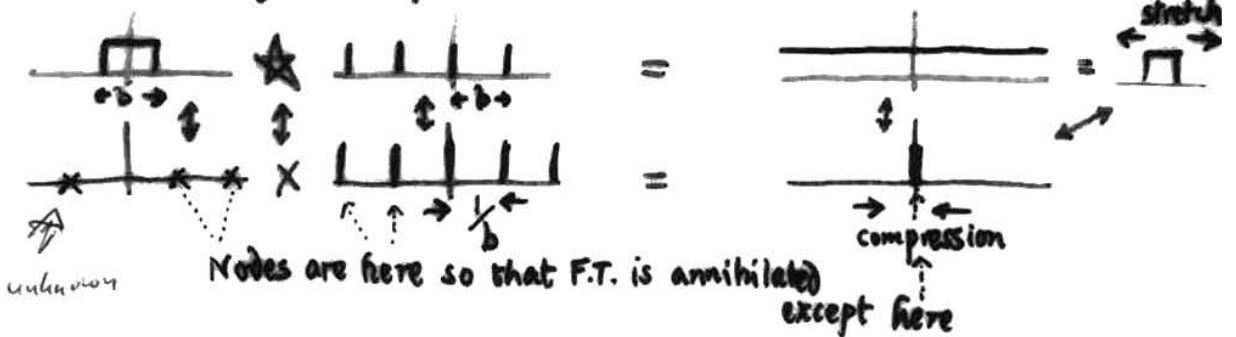 stretch
b
b
=
=
×
=
1/b
compression
unknown
Nodes are here so that F.T. is annihilated
except here